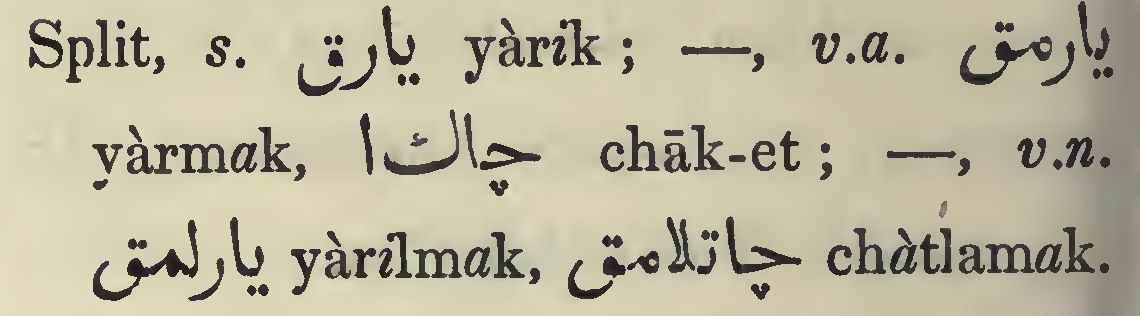 Split, s. يارق yàrik ; —, v.a. يارمق
yàrmak, چاك ا chāk-et ; —, v.n.
يارلمق yàrilmak, چاتلامق chàtlamak.